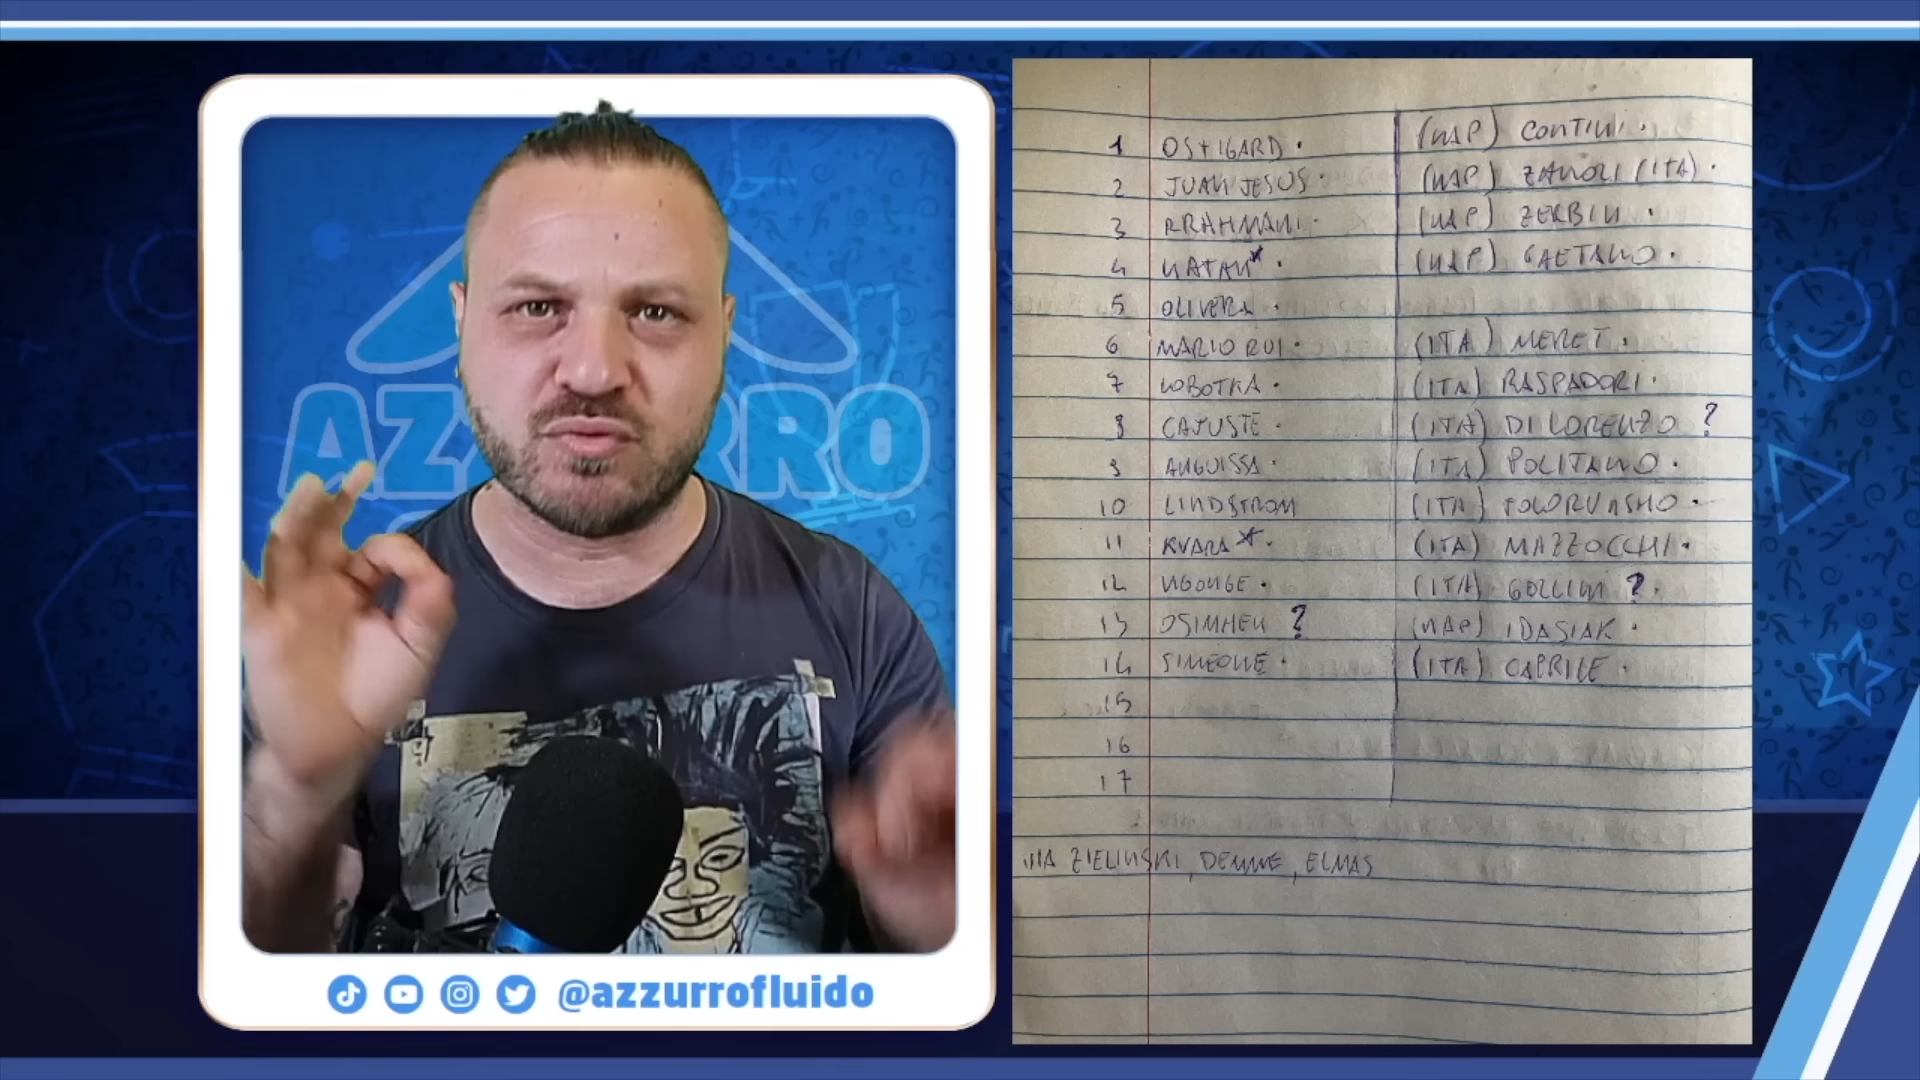 AZZURRO
@azzurrofluido
1 OSTIGARD . (NAP) CONTINI .
2 JUAN JESUS . (NAP) ZANOLI (ITA) .
3 RRAHMANI . (NAP) ZERBIN .
4 NATAN* . (NAP) GAETANO .
5 OLIVERA .
6 MARIO RUI . (ITA) MERET .
7 LOBOTKA . (ITA) RASPADORI .
8 CAJUSTE . (ITA) DI LORENZO ?
9 ANGUISSA . (ITA) POLITANO .
10 LINDSTROM (ITA) FOLORUNSHO .
11 KVARA * . (ITA) MAZZOCCHI .
12 NGONGE . (ITA) GOLLINI ? .
13 OSIMHEN ? (NAP) IDASIAK .
14 SIMEONE . (ITA) CAPRILE .
15
16
17
VIA ZIELINSKI, DEMME, ELMAS